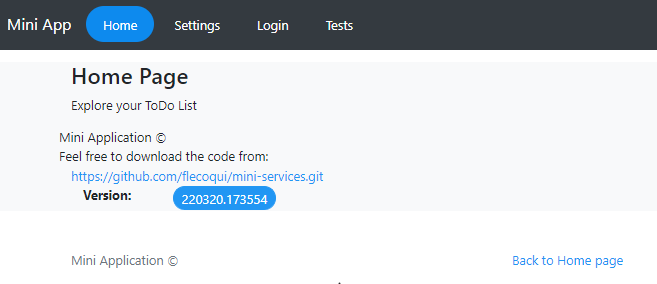 Mini App Home Settings Login Tests
Home Page
Explore your ToDo List
Mini Application ©
Feel free to download the code from:
https://github.com/flecoqui/mini-services.git
Version: 220320.173554
Mini Application © Back to Home page